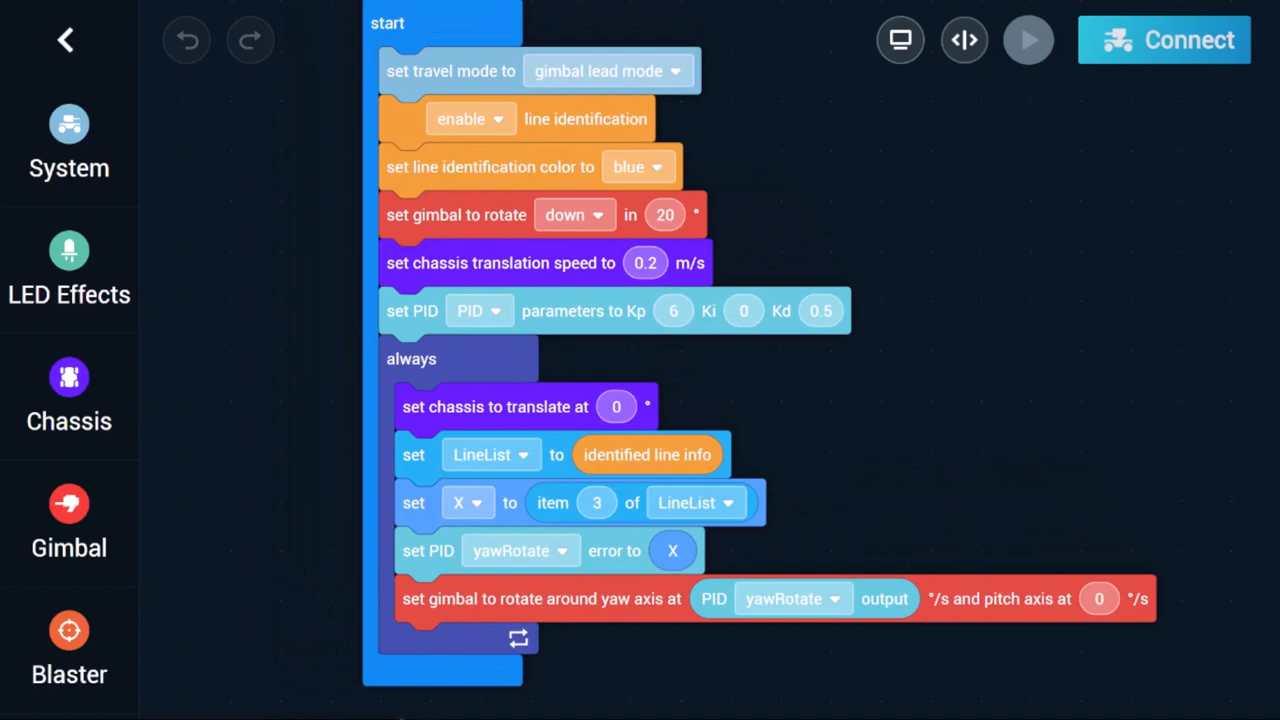 start
Connect
set travel mode to gimbal lead mode
System
enable line identification
set line identification color to blue
set gimbal to rotate down in 20 °
LED Effects
set chassis translation speed to 0.2 m/s
set PID PID parameters to Kp 6 Ki 0 Kd 0.5
always
Chassis
set chassis to translate at 0 °
set LineList to identified line info
set X to item 3 of LineList
Gimbal
set PID yawRotate error to X
set gimbal to rotate around yaw axis at PID yawRotate output °/s and pitch axis at 0 °/s
Blaster